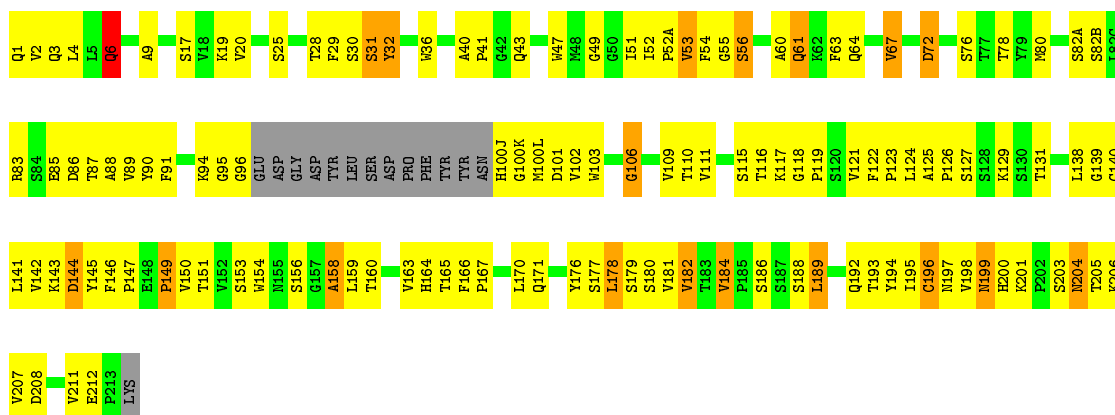 Q1 V2 Q3 L4 L5 Q6 A9 S17 V18 K19 V20 S25 T28 F29 S30 S31 Y32 W36 A40 P41 G42 Q43 W47 M48 G49 G50 I51 I52 P52A V53 F54 G55 S56 A60 Q61 K62 F63 Q64 V67 D72 S76 T77 T78 Y79 M80 S82A S82B L82C
R83 S84 E85 D86 T87 A88 V89 Y90 F91 K94 G95 G96 GLU ASP GLY ASP TYR LEU SER ASP PRO PHE TYR TYR ASN H100J G100K M100L D101 V102 W103 G106 V109 T110 V111 S115 T116 K117 G118 P119 S120 V121 F122 P123 L124 A125 P126 S127 S128 K129 S130 T131 L138 G139 C140
L141 V142 K143 D144 Y145 F146 P147 E148 P149 V150 T151 V152 S153 W154 N155 S156 G157 A158 L159 T160 V163 H164 T165 F166 P167 L170 Q171 Y176 S177 L178 S179 S180 V181 V182 T183 V184 P185 S186 S187 S188 L189 Q192 T193 Y194 I195 C196 N197 V198 N199 H200 K201 P202 S203 N204 T205 K206
V207 D208 V211 E212 P213 LYS